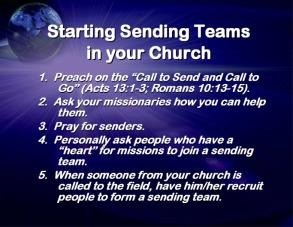 Starting Sending Teams
in your Church
1. Preach on the “Call to Send and Call to
Go” (Acts 13:1-3; Romans 10:13-15).
2. Ask your missionaries how you can help
them.
3. Pray for senders.
4. Personally ask people who have a
“heart” for missions to join a sending
team.
5. When someone from your church is
called to the field, have him/her recruit
people to form a sending team.